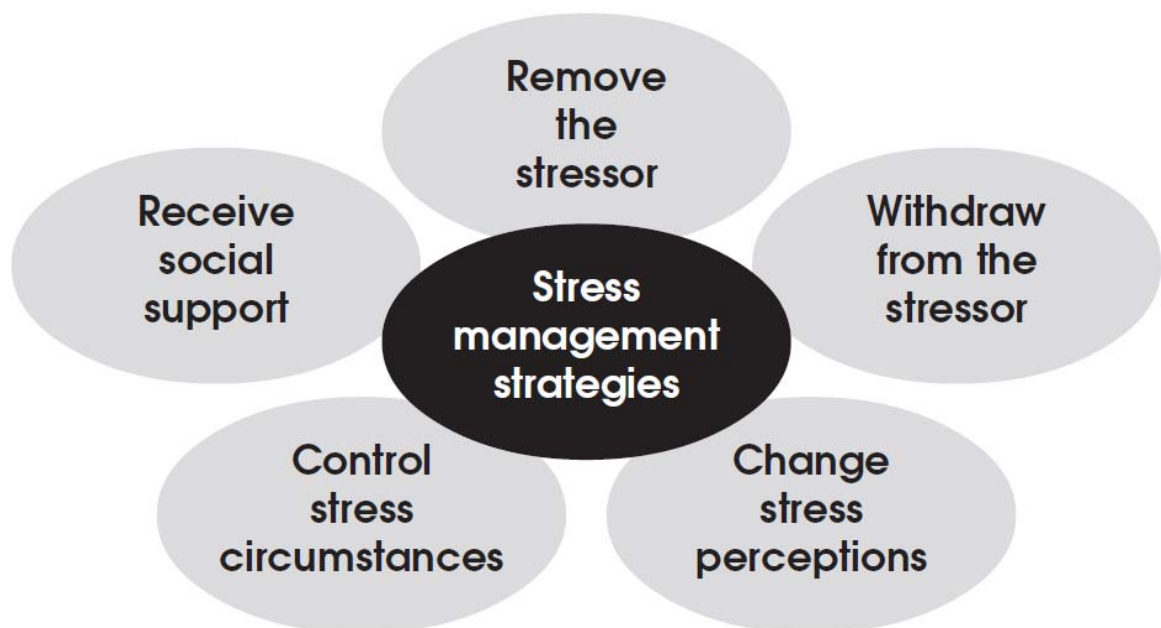 Remove
the
stressor
Receive
social
support
Withdraw
from the
stressor
Stress
management
strategies
Control
stress
circumstances
Change
stress
perceptions